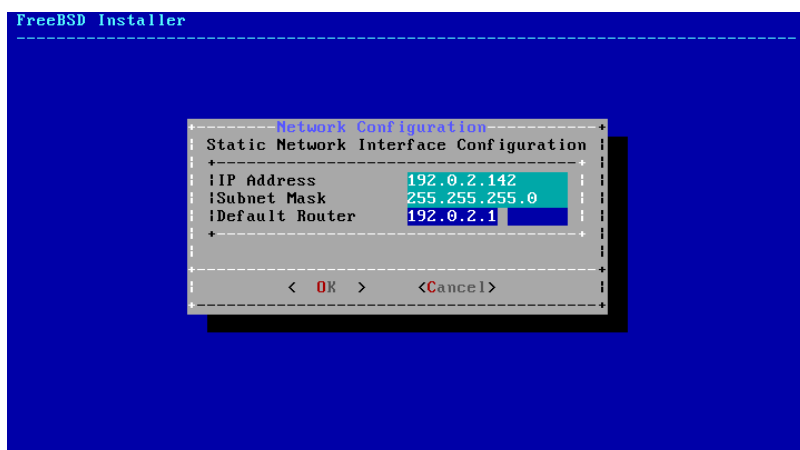 FreeBSD Installer
Network Configuration
Static Network Interface Configuration
IP Address 192.0.2.142
Subnet Mask 255.255.255.0
Default Router 192.0.2.1
< OK > <Cancel>